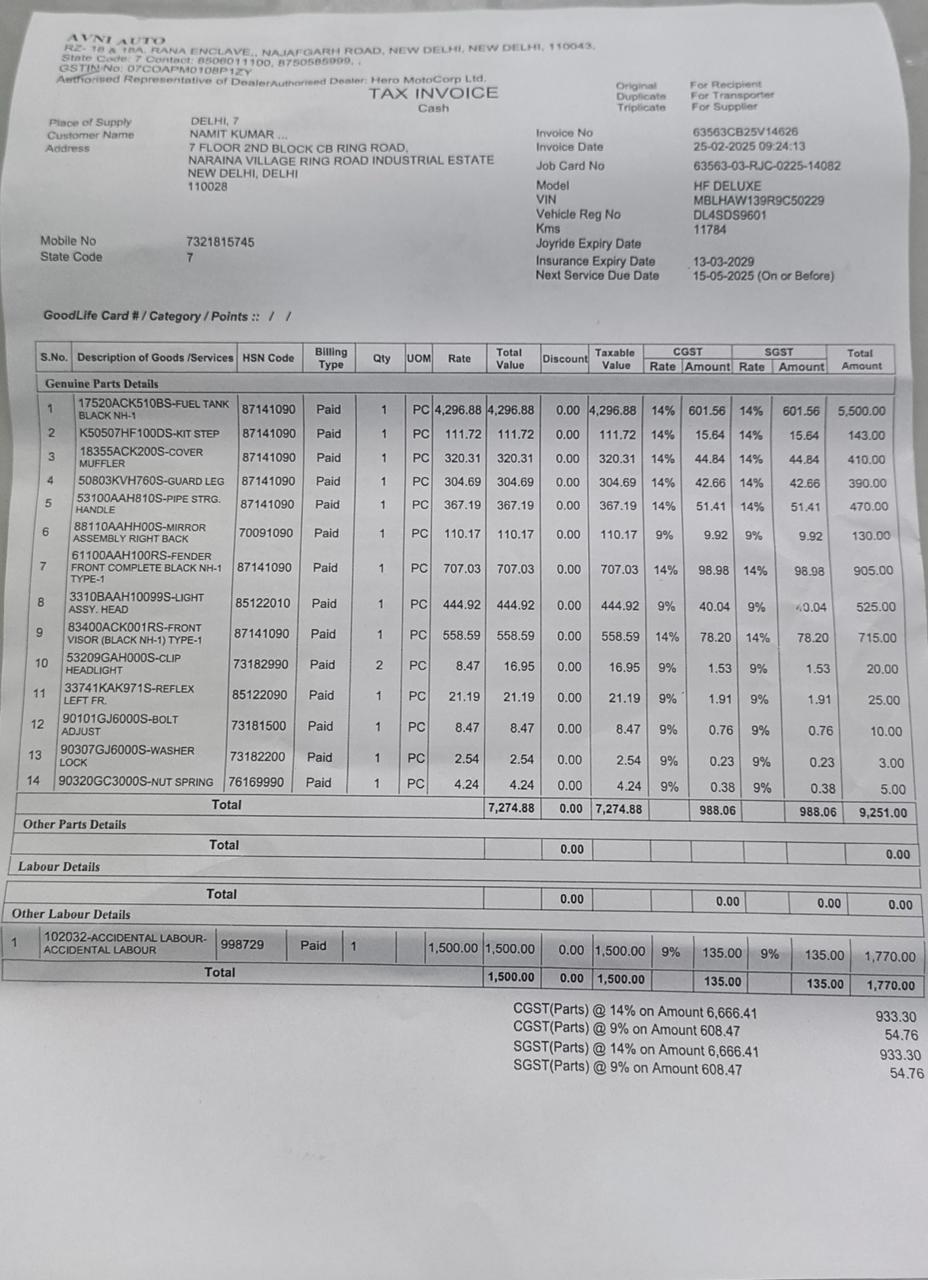 AVNI AUTO
RZ- 18 & 18A, RANA ENCLAVE,, NAJAFGARH ROAD, NEW DELHI, NEW DELHI, 110043,
State Code: 7 Contact: 8506011100, 8750585999, .
GSTIN No: 07COAPM0108P1ZY
Authorised Representative of DealerAuthorised Dealer: Hero MotoCorp Ltd.
TAX INVOICE
Cash
Original For Recipient
Duplicate For Transporter
Triplicate For Supplier
Place of Supply DELHI, 7
Customer Name NAMIT KUMAR ...
Address 7 FLOOR 2ND BLOCK CB RING ROAD,
NARAINA VILLAGE RING ROAD INDUSTRIAL ESTATE
NEW DELHI, DELHI
110028
Mobile No 7321815745
State Code 7
Invoice No 63563CB25V14626
Invoice Date 25-02-2025 09:24:13
Job Card No 63563-03-RJC-0225-14082
Model HF DELUXE
VIN MBLHAW139R9C50229
Vehicle Reg No DL4SDS9601
Kms 11784
Joyride Expiry Date
Insurance Expiry Date 13-03-2029
Next Service Due Date 15-05-2025 (On or Before)
GoodLife Card # / Category / Points :: / /
S.No. Description of Goods /Services HSN Code Billing Type Qty UOM Rate Total Value Discount Taxable Value CGST Rate Amount SGST Rate Amount Total Amount
Genuine Parts Details
1 17520ACK510BS-FUEL TANK BLACK NH-1 87141090 Paid 1 PC 4,296.88 4,296.88 0.00 4,296.88 14% 601.56 14% 601.56 5,500.00
2 K50507HF100DS-KIT STEP 87141090 Paid 1 PC 111.72 111.72 0.00 111.72 14% 15.64 14% 15.64 143.00
3 18355ACK200S-COVER MUFFLER 87141090 Paid 1 PC 320.31 320.31 0.00 320.31 14% 44.84 14% 44.84 410.00
4 50803KVH760S-GUARD LEG 87141090 Paid 1 PC 304.69 304.69 0.00 304.69 14% 42.66 14% 42.66 390.00
5 53100AAH810S-PIPE STRG. HANDLE 87141090 Paid 1 PC 367.19 367.19 0.00 367.19 14% 51.41 14% 51.41 470.00
6 88110AAHH00S-MIRROR ASSEMBLY RIGHT BACK 70091090 Paid 1 PC 110.17 110.17 0.00 110.17 9% 9.92 9% 9.92 130.00
7 61100AAH100RS-FENDER FRONT COMPLETE BLACK NH-1 TYPE-1 87141090 Paid 1 PC 707.03 707.03 0.00 707.03 14% 98.98 14% 98.98 905.00
8 3310BAAH10099S-LIGHT ASSY. HEAD 85122010 Paid 1 PC 444.92 444.92 0.00 444.92 9% 40.04 9% 40.04 525.00
9 83400ACK001RS-FRONT VISOR (BLACK NH-1) TYPE-1 87141090 Paid 1 PC 558.59 558.59 0.00 558.59 14% 78.20 14% 78.20 715.00
10 53209GAH000S-CLIP HEADLIGHT 73182990 Paid 2 PC 8.47 16.95 0.00 16.95 9% 1.53 9% 1.53 20.00
11 33741KAK971S-REFLEX LEFT FR. 85122090 Paid 1 PC 21.19 21.19 0.00 21.19 9% 1.91 9% 1.91 25.00
12 90101GJ6000S-BOLT ADJUST 73181500 Paid 1 PC 8.47 8.47 0.00 8.47 9% 0.76 9% 0.76 10.00
13 90307GJ6000S-WASHER LOCK 73182200 Paid 1 PC 2.54 2.54 0.00 2.54 9% 0.23 9% 0.23 3.00
14 90320GC3000S-NUT SPRING 76169990 Paid 1 PC 4.24 4.24 0.00 4.24 9% 0.38 9% 0.38 5.00
Total 7,274.88 0.00 7,274.88 988.06 988.06 9,251.00
Other Parts Details
Total 0.00 0.00
Labour Details
Total 0.00 0.00 0.00 0.00
Other Labour Details
1 102032-ACCIDENTAL LABOUR-ACCIDENTAL LABOUR 998729 Paid 1 1,500.00 1,500.00 0.00 1,500.00 9% 135.00 9% 135.00 1,770.00
Total 1,500.00 0.00 1,500.00 135.00 135.00 1,770.00
CGST(Parts) @ 14% on Amount 6,666.41 933.30
CGST(Parts) @ 9% on Amount 608.47 54.76
SGST(Parts) @ 14% on Amount 6,666.41 933.30
SGST(Parts) @ 9% on Amount 608.47 54.76